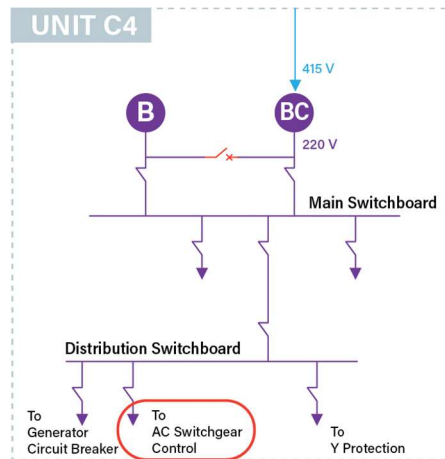 UNIT C4
415 V
B
BC
220 V
Main Switchboard
Distribution Switchboard
To
Generator
Circuit Breaker
To
AC Switchgear
Control
To
Y Protection